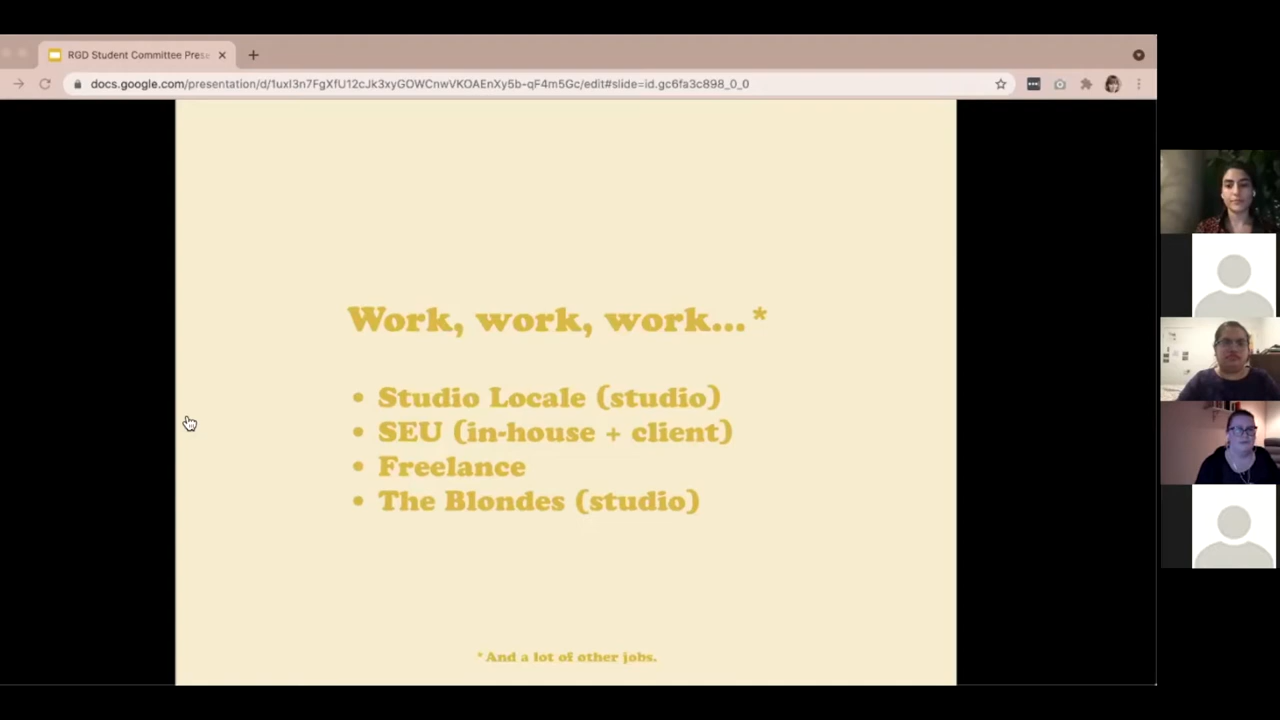 RGD Student Committee Prese
docs.google.com/presentation/d/1uxI3n7FgXfU12cJk3xyGOWCnwVKOAEnXy5b-qF4m5Gc/edit#slide=id.gc6fa3c898_0_0
Work, work, work...*
• Studio Locale (studio)
• SEU (in-house + client)
• Freelance
• The Blondes (studio)
*And a lot of other jobs.